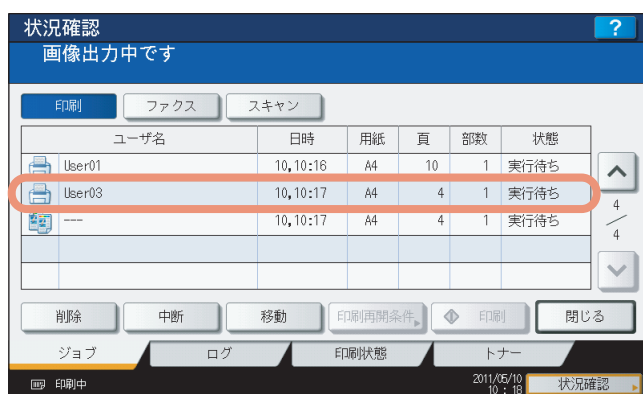 状況確認 ?
画像出力中です
印刷 ファクス スキャン
ユーザ名 日時 用紙 頁 部数 状態
User01 10,10:16 A4 10 1 実行待ち
User03 10,10:17 A4 4 1 実行待ち
--- 10,10:17 A4 4 1 実行待ち
4
4
削除 中断 移動 印刷再開条件 印刷 閉じる
ジョブ ログ 印刷状態 トナー
印刷中 2011/05/10
10 : 18 状況確認